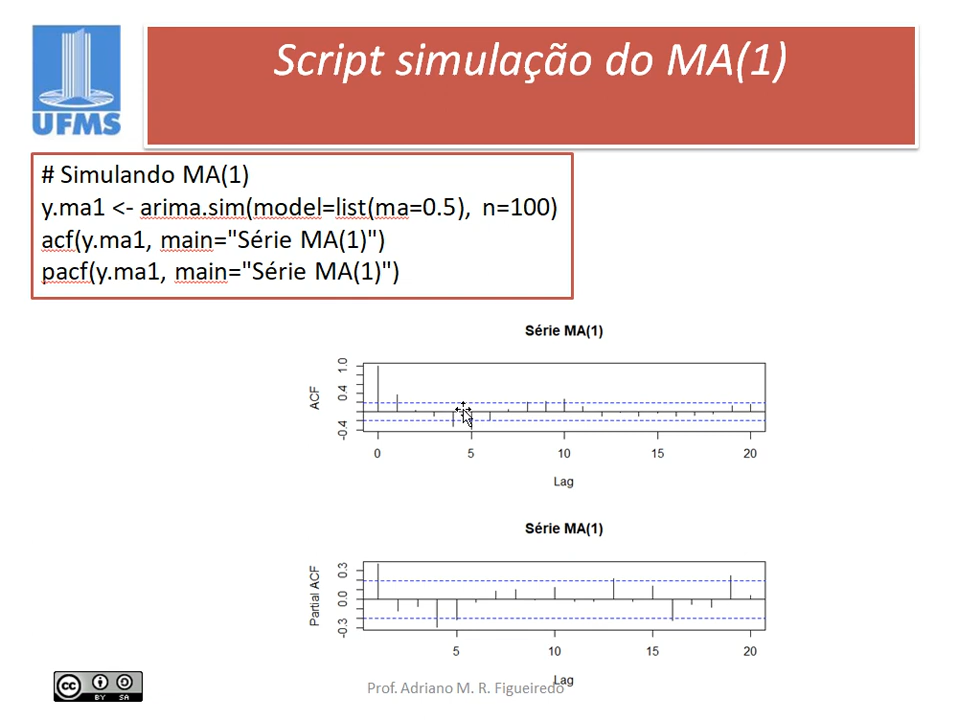 Script simulação do MA(1)
UFMS
# Simulando MA(1)
y.ma1 <- arima.sim(model=list(ma=0.5), n=100)
acf(y.ma1, main="Série MA(1)")
pacf(y.ma1, main="Série MA(1)")
Série MA(1)
ACF
1.0
0.4
-0.4
0 5 10 15 20
Lag
Série MA(1)
Partial ACF
0.3
0.0
-0.3
5 10 15 20
Lag
Prof. Adriano M. R. Figueiredo
cc
BY SA